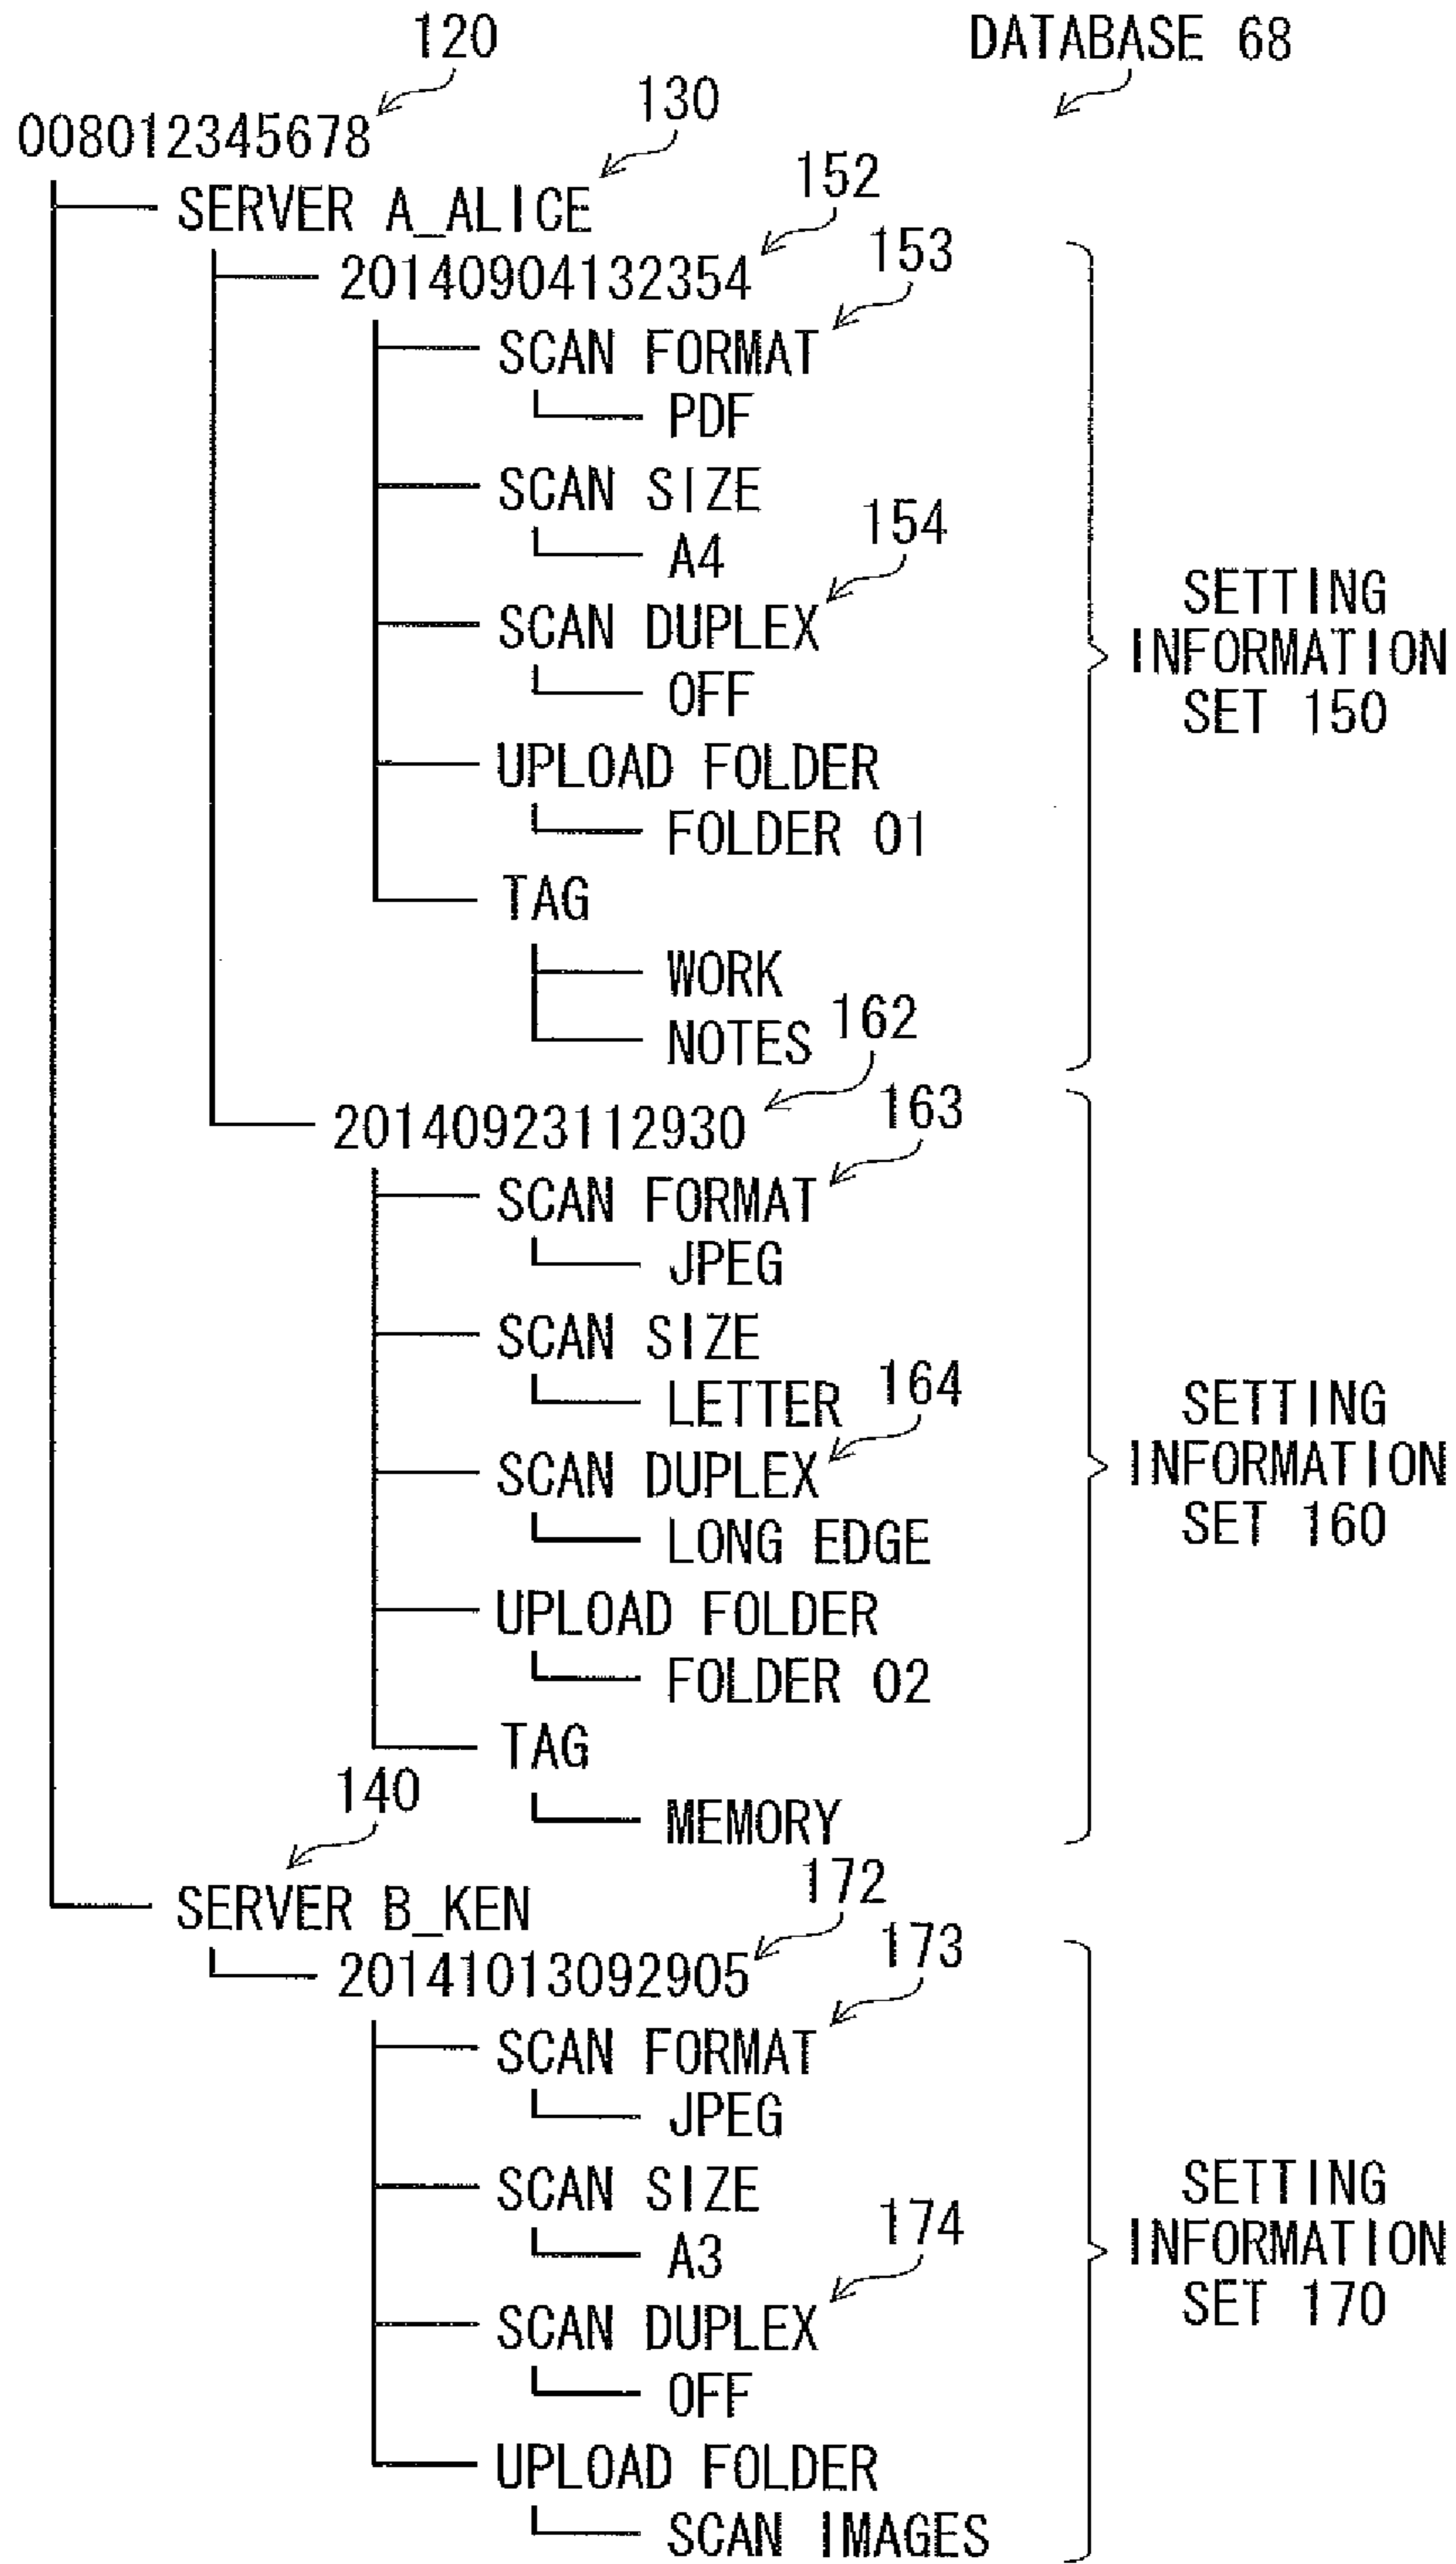 120
DATABASE 68
008012345678
130
SERVER A_ALICE
152
20140904132354
153
SCAN FORMAT
PDF
SCAN SIZE
A4
154
SCAN DUPLEX
OFF
SETTING
INFORMATION
SET 150
UPLOAD FOLDER
FOLDER 01
TAG
WORK
NOTES
162
20140923112930
163
SCAN FORMAT
JPEG
SCAN SIZE
LETTER
164
SCAN DUPLEX
LONG EDGE
SETTING
INFORMATION
SET 160
UPLOAD FOLDER
FOLDER 02
TAG
MEMORY
140
SERVER B_KEN
172
20141013092905
173
SCAN FORMAT
JPEG
SCAN SIZE
A3
174
SCAN DUPLEX
OFF
SETTING
INFORMATION
SET 170
UPLOAD FOLDER
SCAN IMAGES